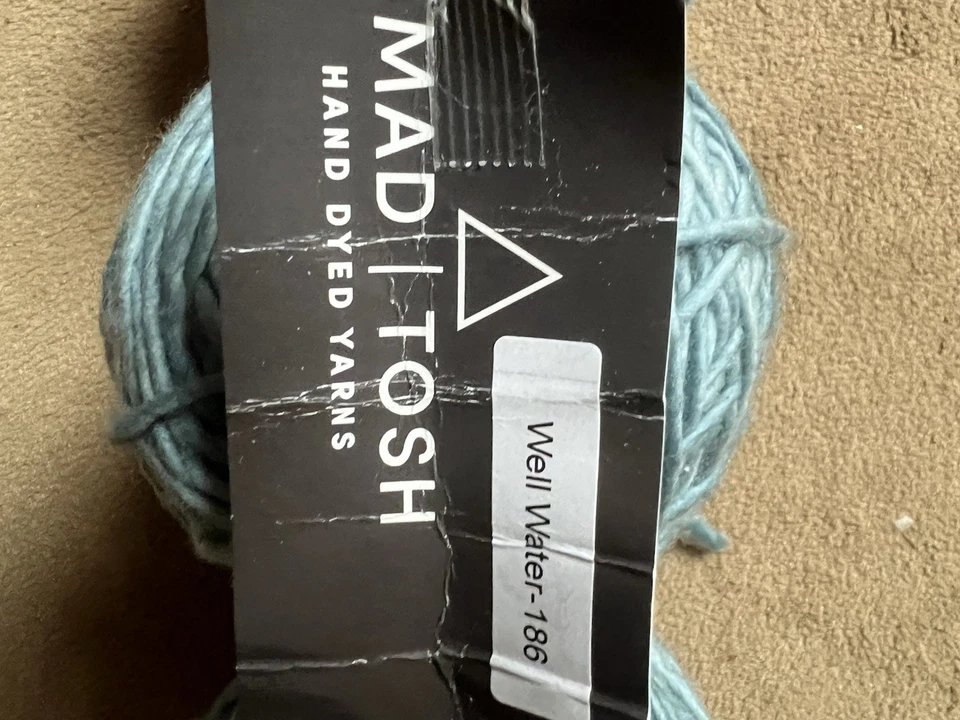 MAD|TOSH
HAND DYED YARNS
Well Water-186